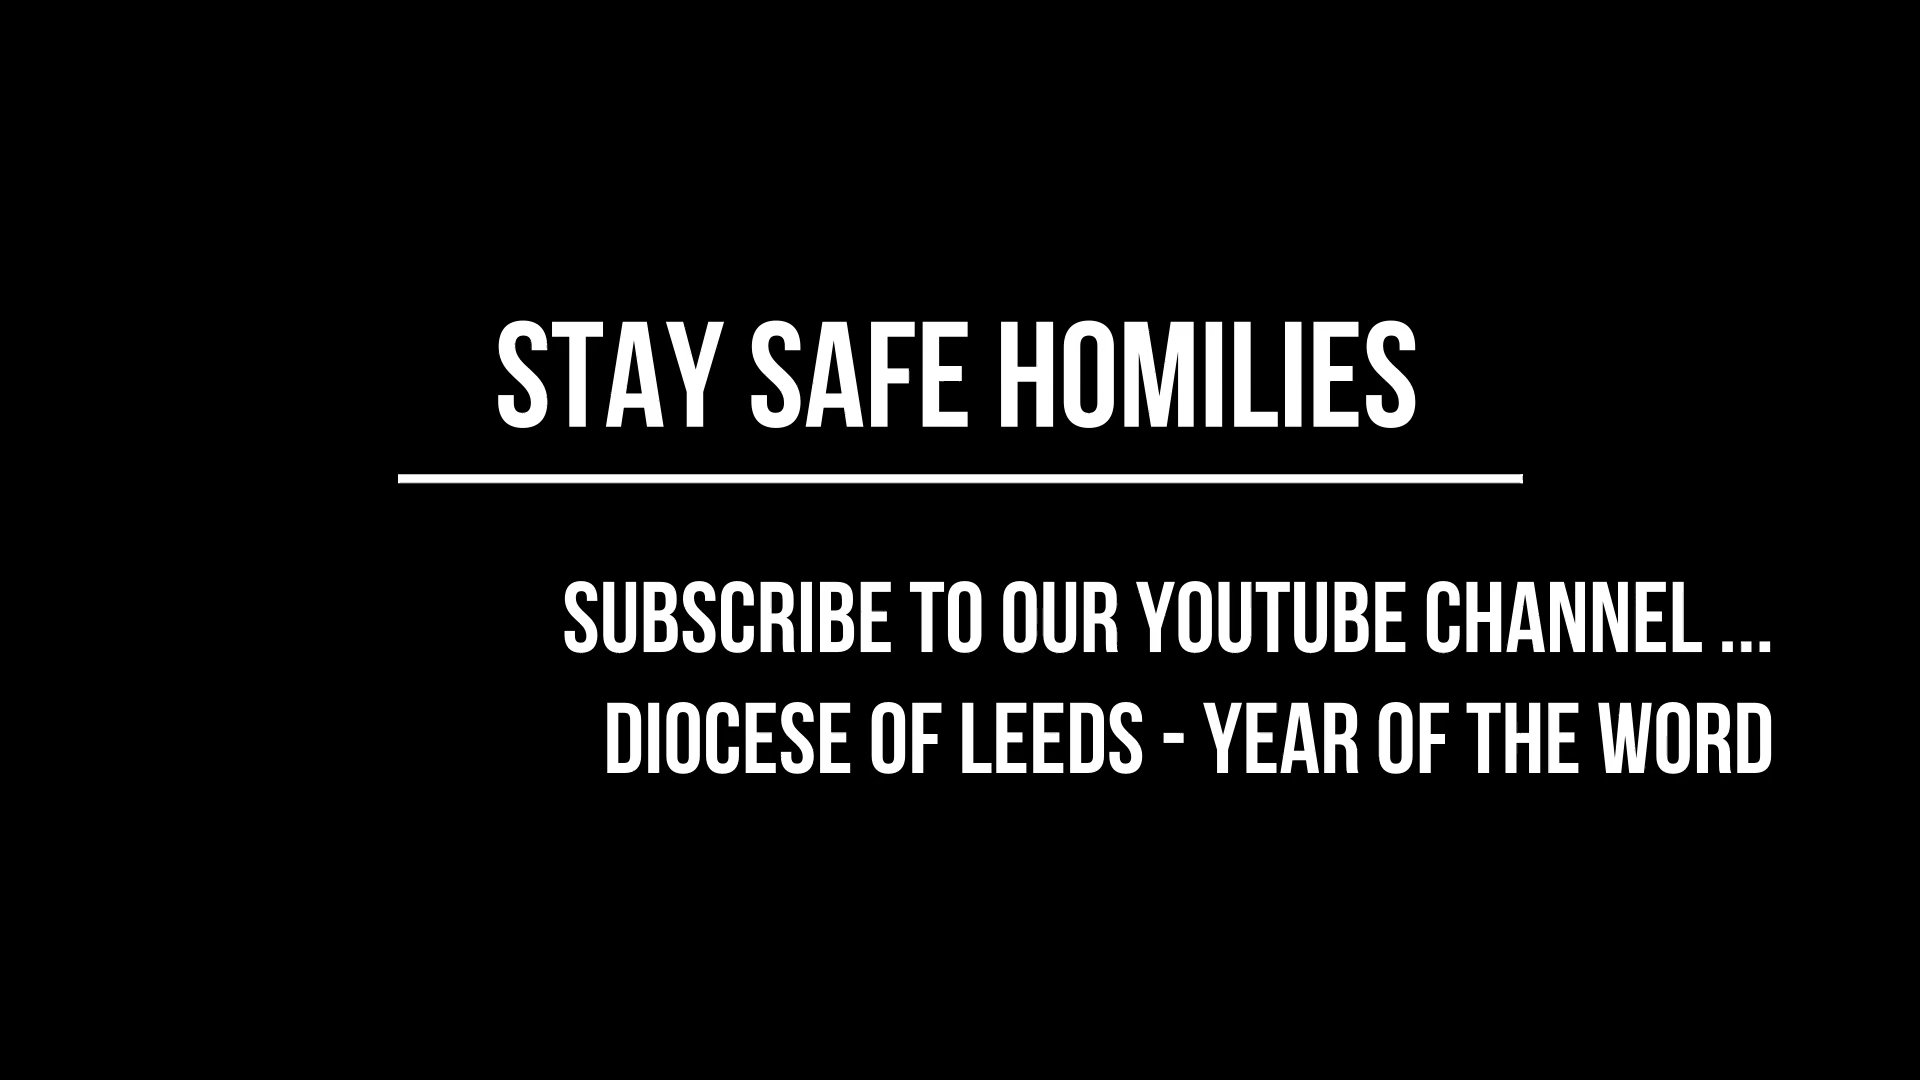 STAY SAFE HOMILIES
SUBSCRIBE TO OUR YOUTUBE CHANNEL ...
DIOCESE OF LEEDS - YEAR OF THE WORD